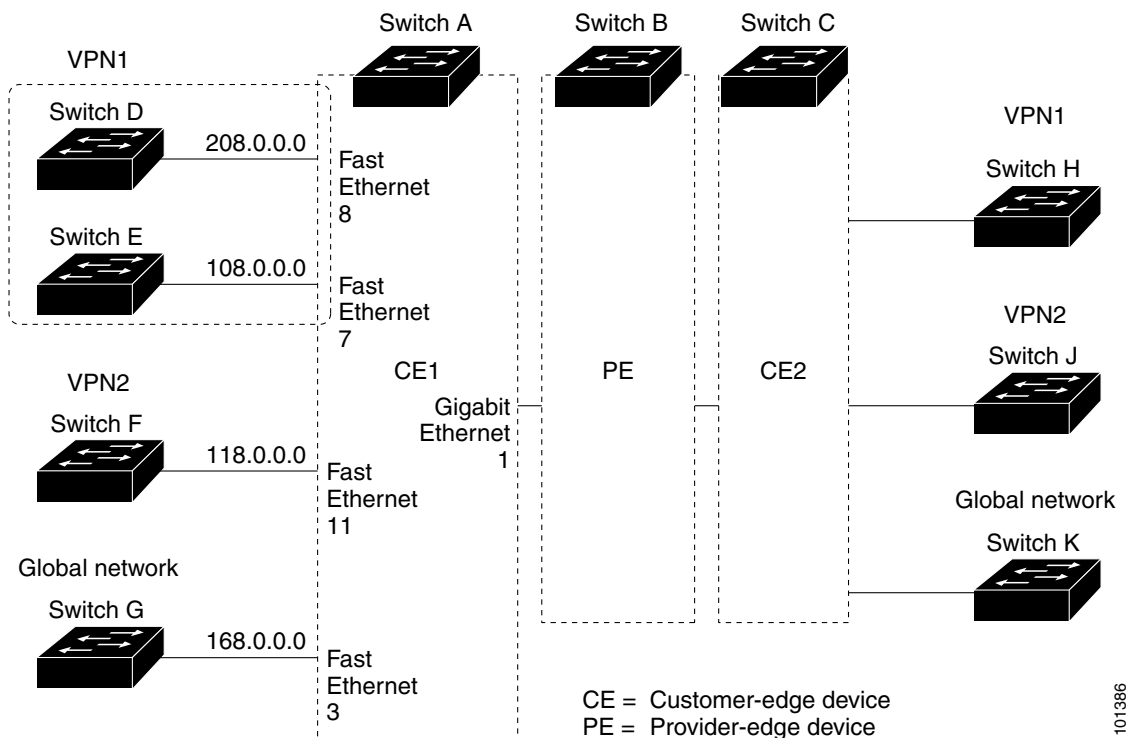 Switch A
Switch B
Switch C
VPN1
Switch D
208.0.0.0
Fast
Ethernet
8
Switch E
108.0.0.0
Fast
Ethernet
7
VPN2
Switch F
118.0.0.0
Fast
Ethernet
11
Global network
Switch G
168.0.0.0
Fast
Ethernet
3
CE1
Gigabit
Ethernet
1
PE
CE2
VPN1
Switch H
VPN2
Switch J
Global network
Switch K
CE = Customer-edge device
PE = Provider-edge device
101386